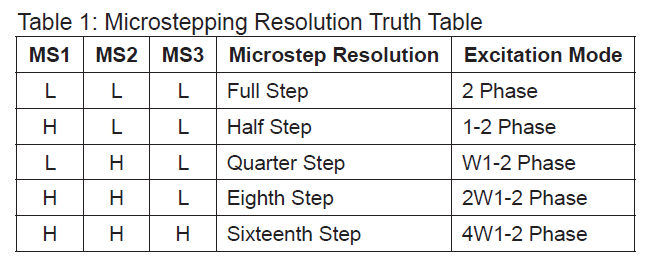 Table 1: Microstepping Resolution Truth Table
MS1 MS2 MS3 Microstep Resolution Excitation Mode
L L L Full Step 2 Phase
H L L Half Step 1-2 Phase
L H L Quarter Step W1-2 Phase
H H L Eighth Step 2W1-2 Phase
H H H Sixteenth Step 4W1-2 Phase